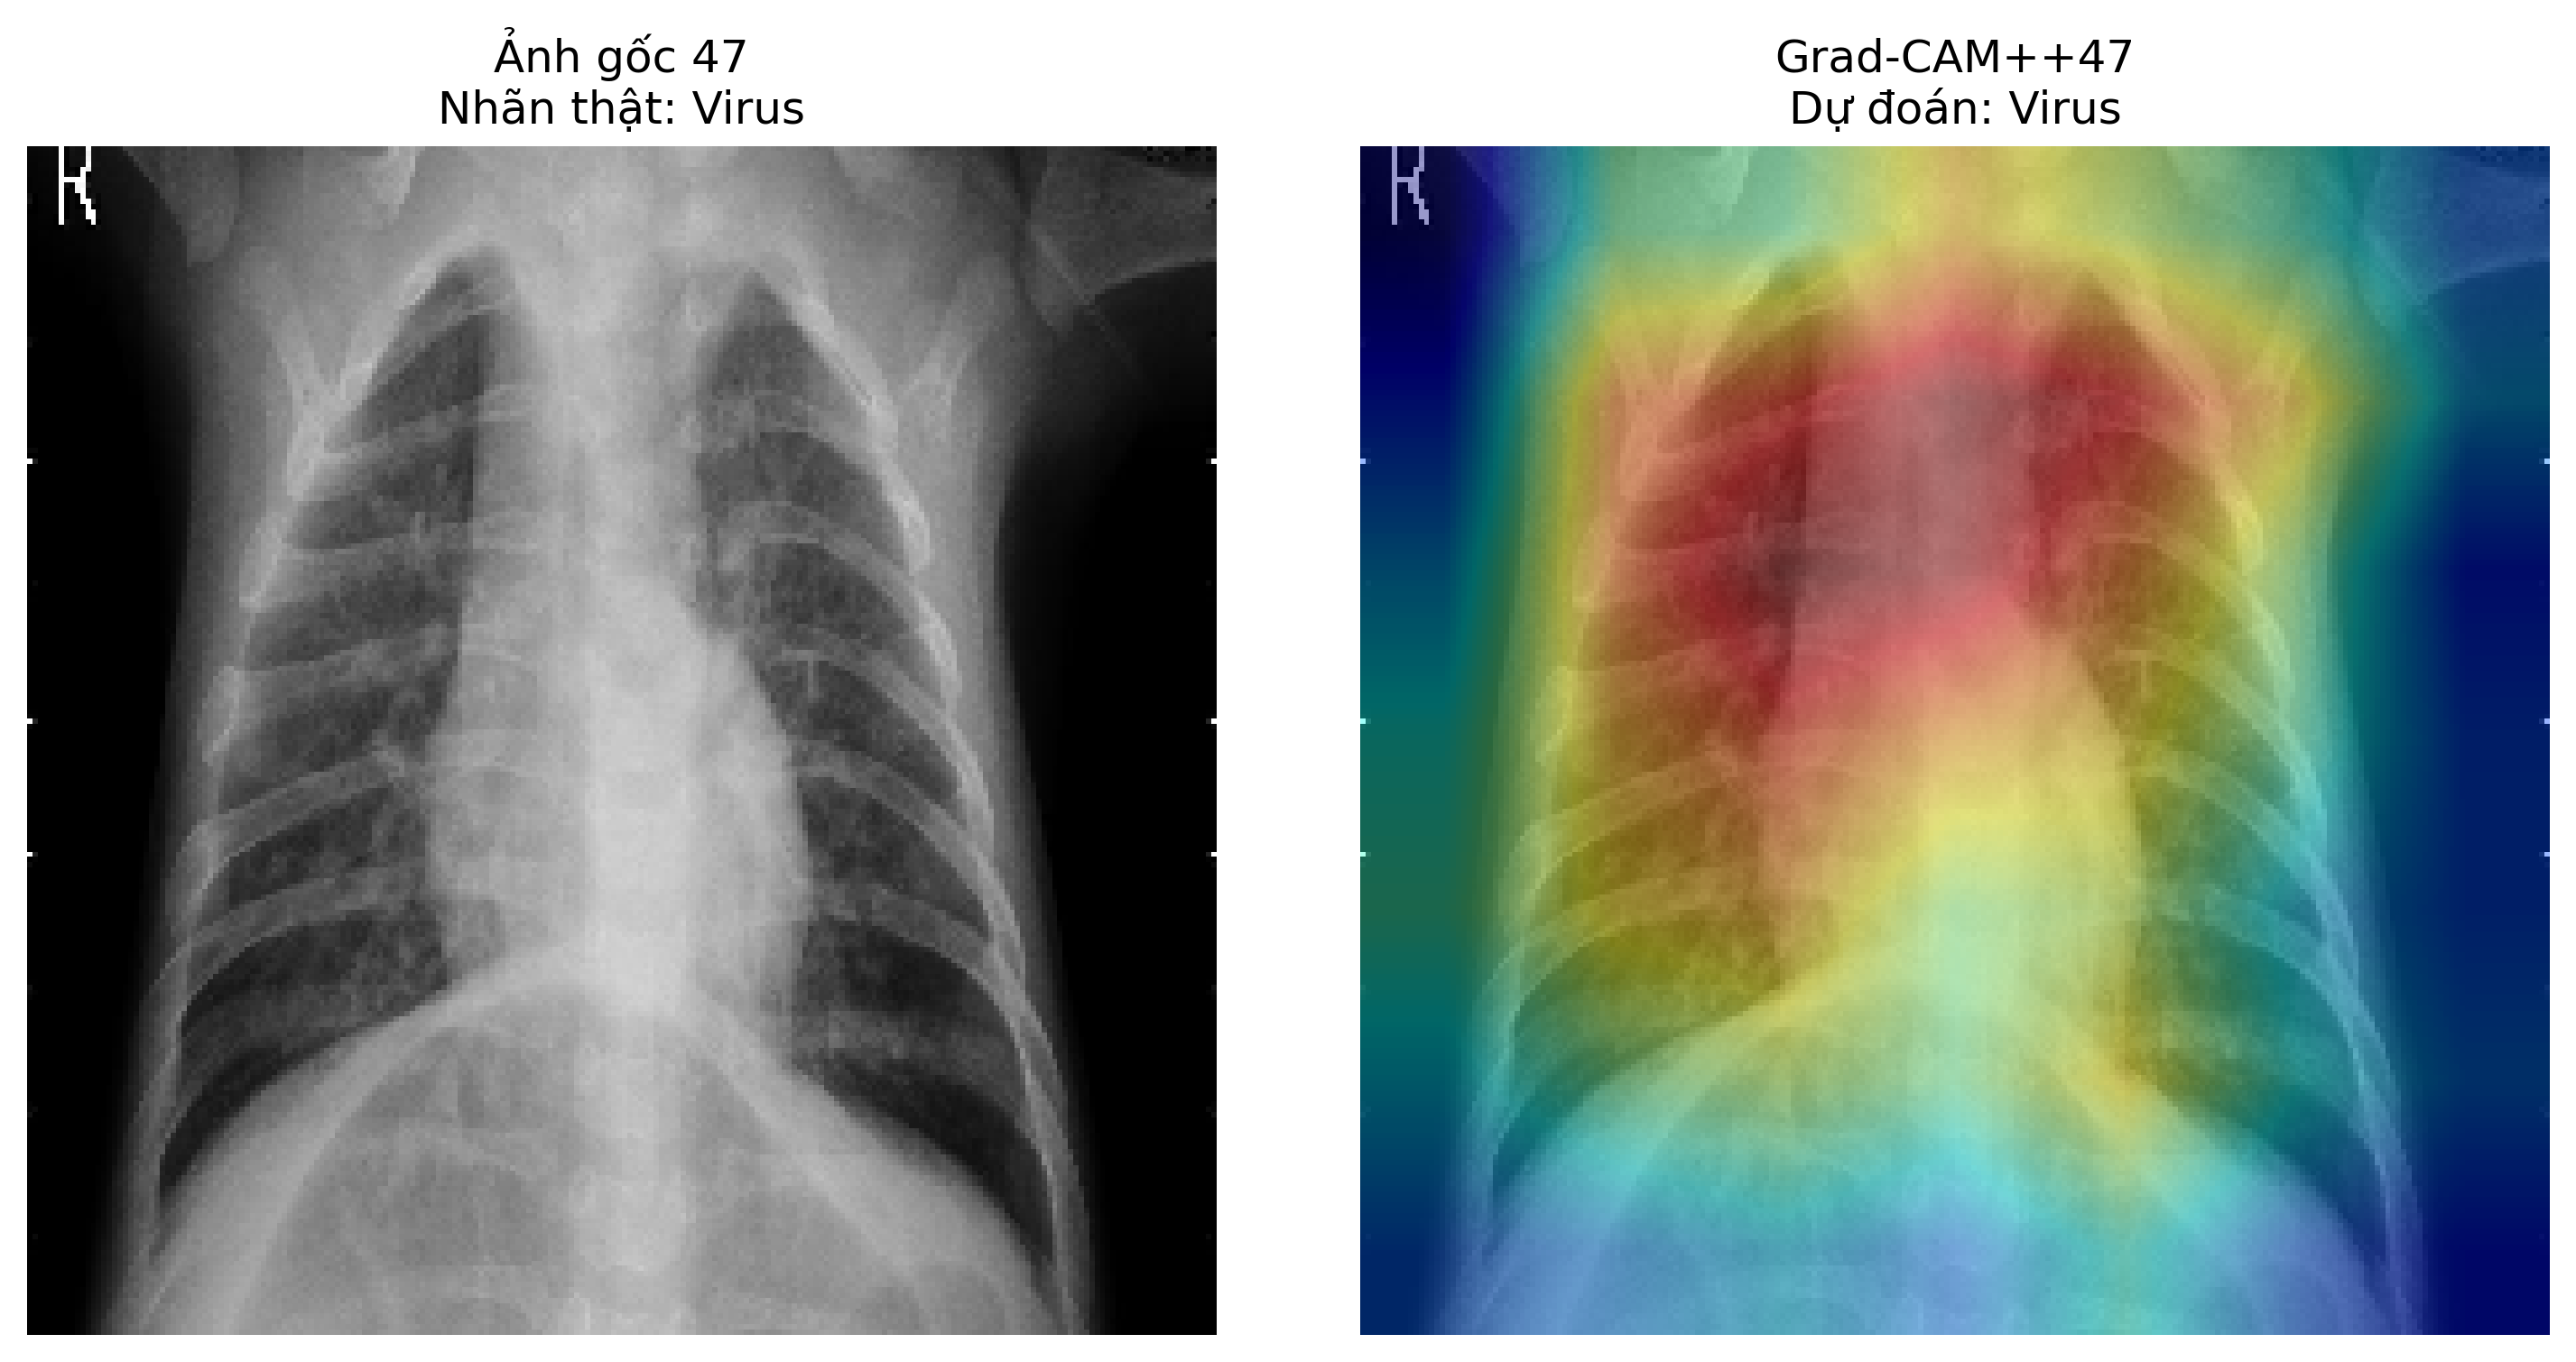 Ảnh gốc 47
Nhãn thật: Virus
Grad-CAM++47
Dự đoán: Virus
R
R